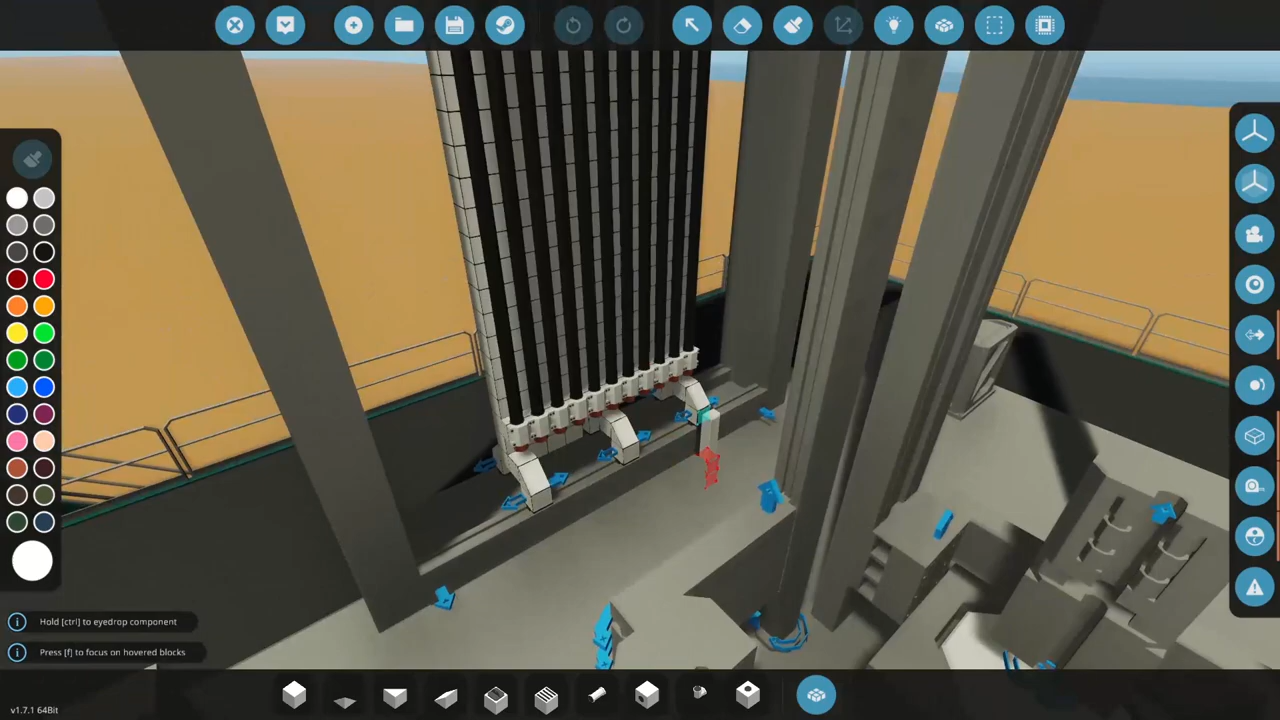 Hold [ctrl] to eyedrop component
Press [f] to focus on hovered blocks
v1.7.1 64Bit